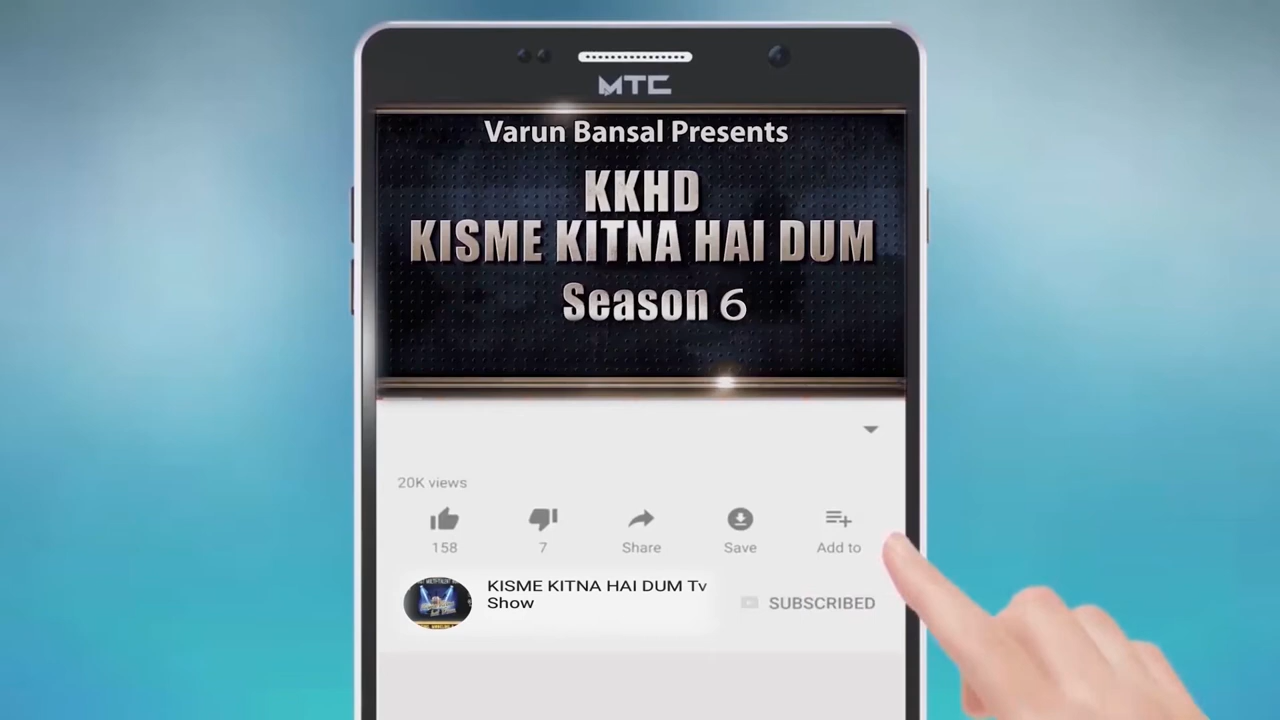 MTC
Varun Bansal Presents
KKHD
KISME KITNA HAI DUM
Season 6
20K views
158
7
Share
Save
Add to
KISME KITNA HAI DUM Tv
Show
SUBSCRIBED